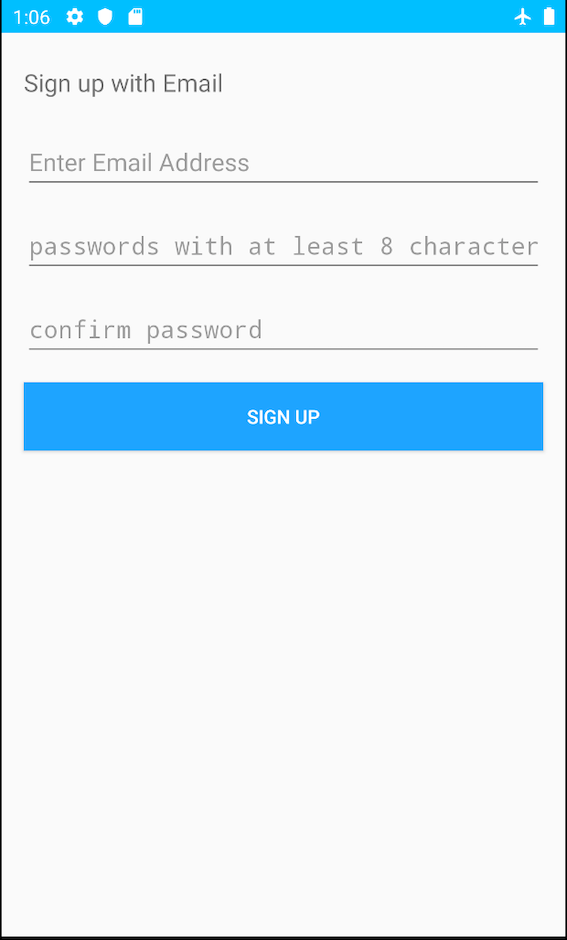 1:06
Sign up with Email
Enter Email Address
passwords with at least 8 character
confirm password
SIGN UP